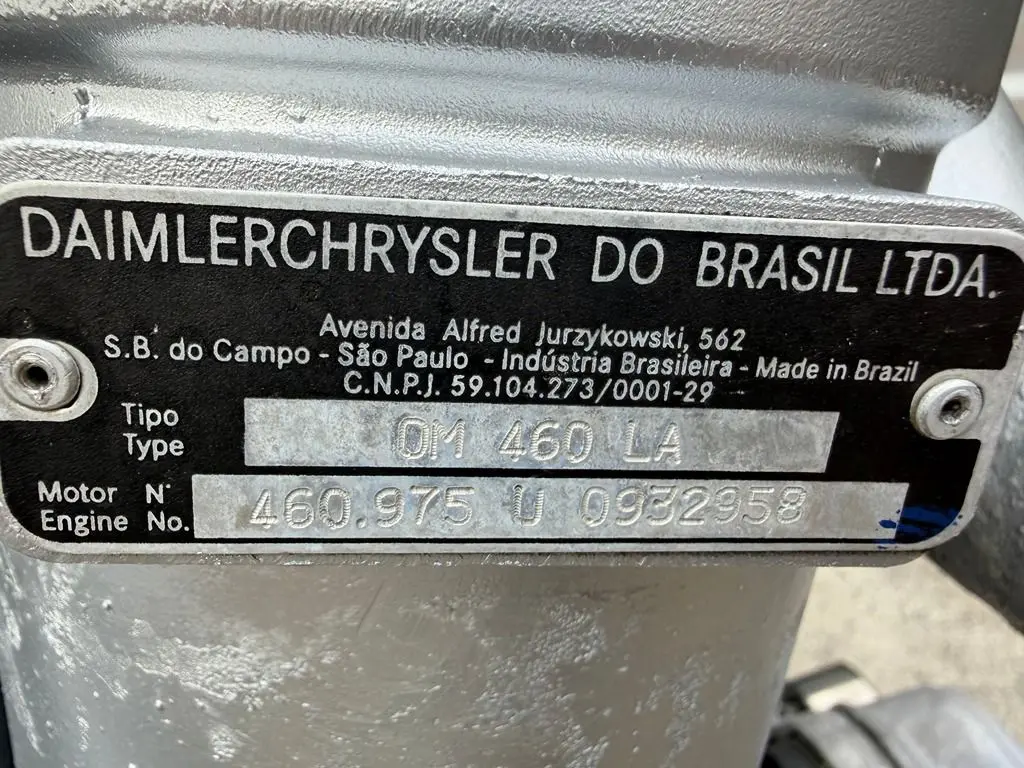 DAIMLERCHRYSLER DO BRASIL LTDA.
Avenida Alfred Jurzykowski, 562
S.B. do Campo - São Paulo - Indústria Brasileira - Made in Brazil
C.N.P.J. 59.104.273/0001-29
Tipo
Type
OM 460 LA
Motor N°
Engine No.
460.975 U 0932958